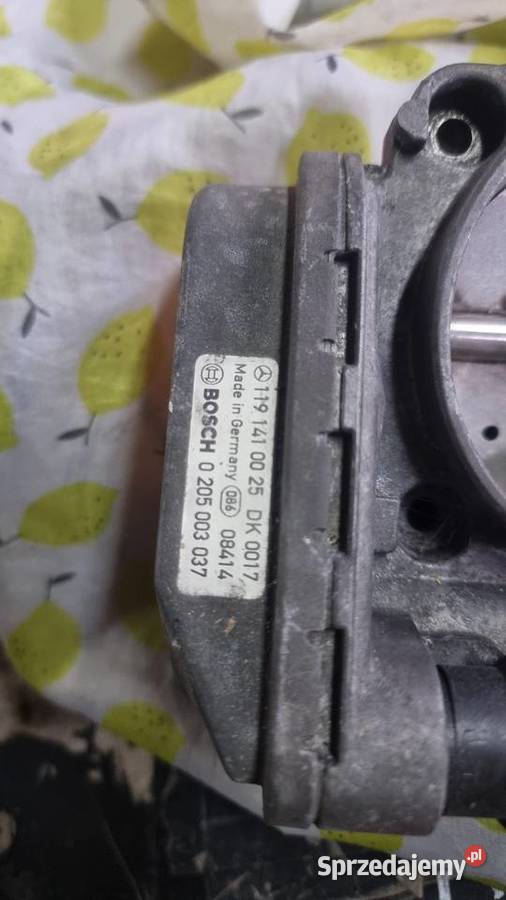 119 141 00 25 DK 0017
Made in Germany 086 08414
BOSCH 0 205 003 037
Sprzedajemy.pl